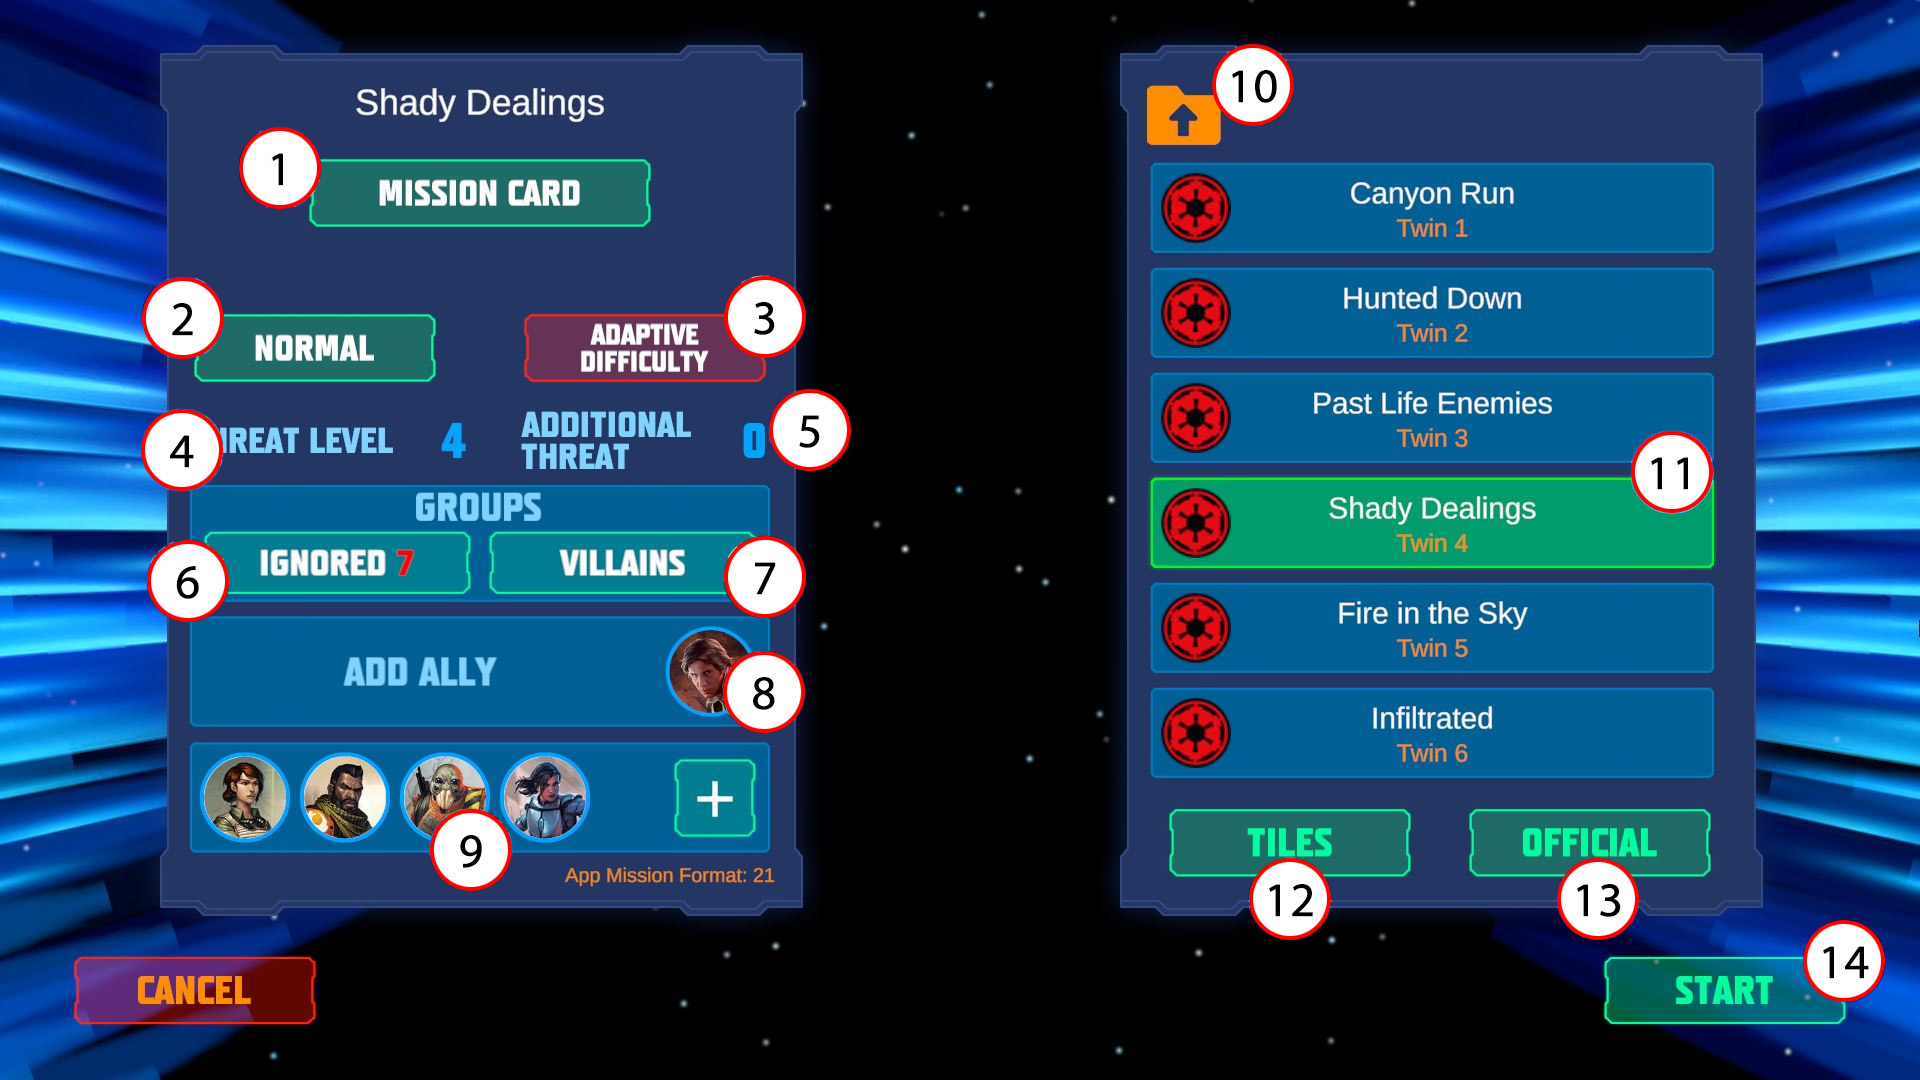 Shady Dealings
1
MISSION CARD
2
NORMAL
3
ADAPTIVE
DIFFICULTY
4
HREAT LEVEL 4
ADDITIONAL
THREAT 0
5
GROUPS
6
IGNORED 7
VILLAINS
7
ADD ALLY
8
+
9
App Mission Format: 21
CANCEL
10
Canyon Run
Twin 1
Hunted Down
Twin 2
Past Life Enemies
Twin 3
11
Shady Dealings
Twin 4
Fire in the Sky
Twin 5
Infiltrated
Twin 6
TILES
OFFICIAL
12
13
START
14